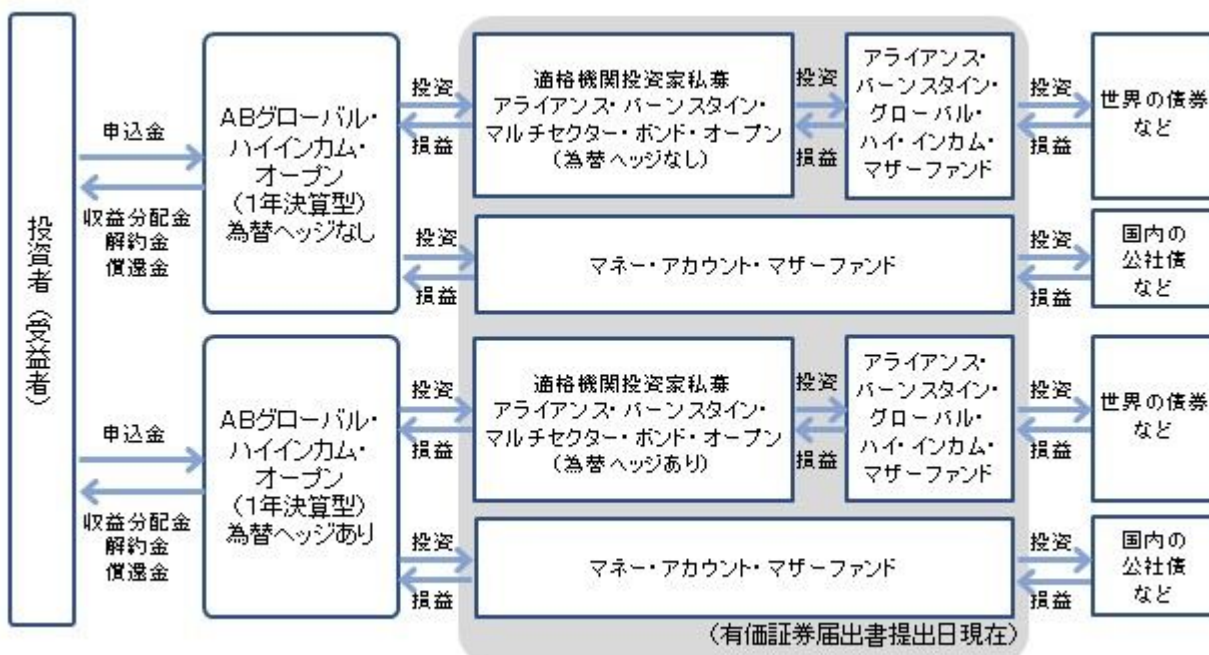 投資者（受益者）
申込金
収益分配金
解約金
償還金
ABグローバル・
ハイインカム・
オープン
（1年決算型）
為替ヘッジなし
投資
損益
適格機関投資家私募
アライアンス・バーンスタイン・
マルチセクター・ボンド・オープン
（為替ヘッジなし）
投資
損益
アライアンス・
バーンスタイン・
グローバル・
ハイ・インカム・
マザーファンド
投資
損益
世界の債券
など
投資
損益
マネー・アカウント・マザーファンド
投資
損益
国内の
公社債
など
申込金
収益分配金
解約金
償還金
ABグローバル・
ハイインカム・
オープン
（1年決算型）
為替ヘッジあり
投資
損益
適格機関投資家私募
アライアンス・バーンスタイン・
マルチセクター・ボンド・オープン
（為替ヘッジあり）
投資
損益
アライアンス・
バーンスタイン・
グローバル・
ハイ・インカム・
マザーファンド
投資
損益
世界の債券
など
投資
損益
マネー・アカウント・マザーファンド
投資
損益
国内の
公社債
など
（有価証券届出書提出日現在）